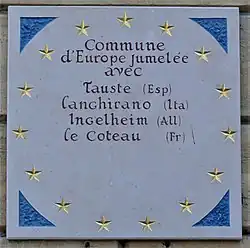 Commune
d'Europe jumelée
avec
Tauste (Esp)
Langhirano (Ita)
Ingelheim (All)
le Coteau (Fr)